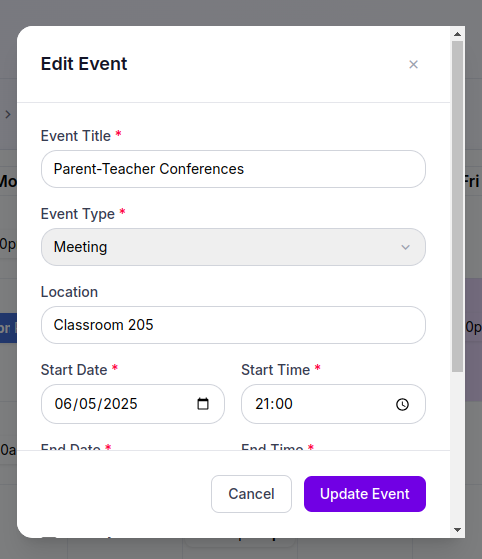 Edit Event
×
Event Title *
Parent-Teacher Conferences
Event Type *
Meeting
Location
Classroom 205
Start Date * Start Time *
06/05/2025 21:00
End Date * End Time *
Cancel Update Event
Fri